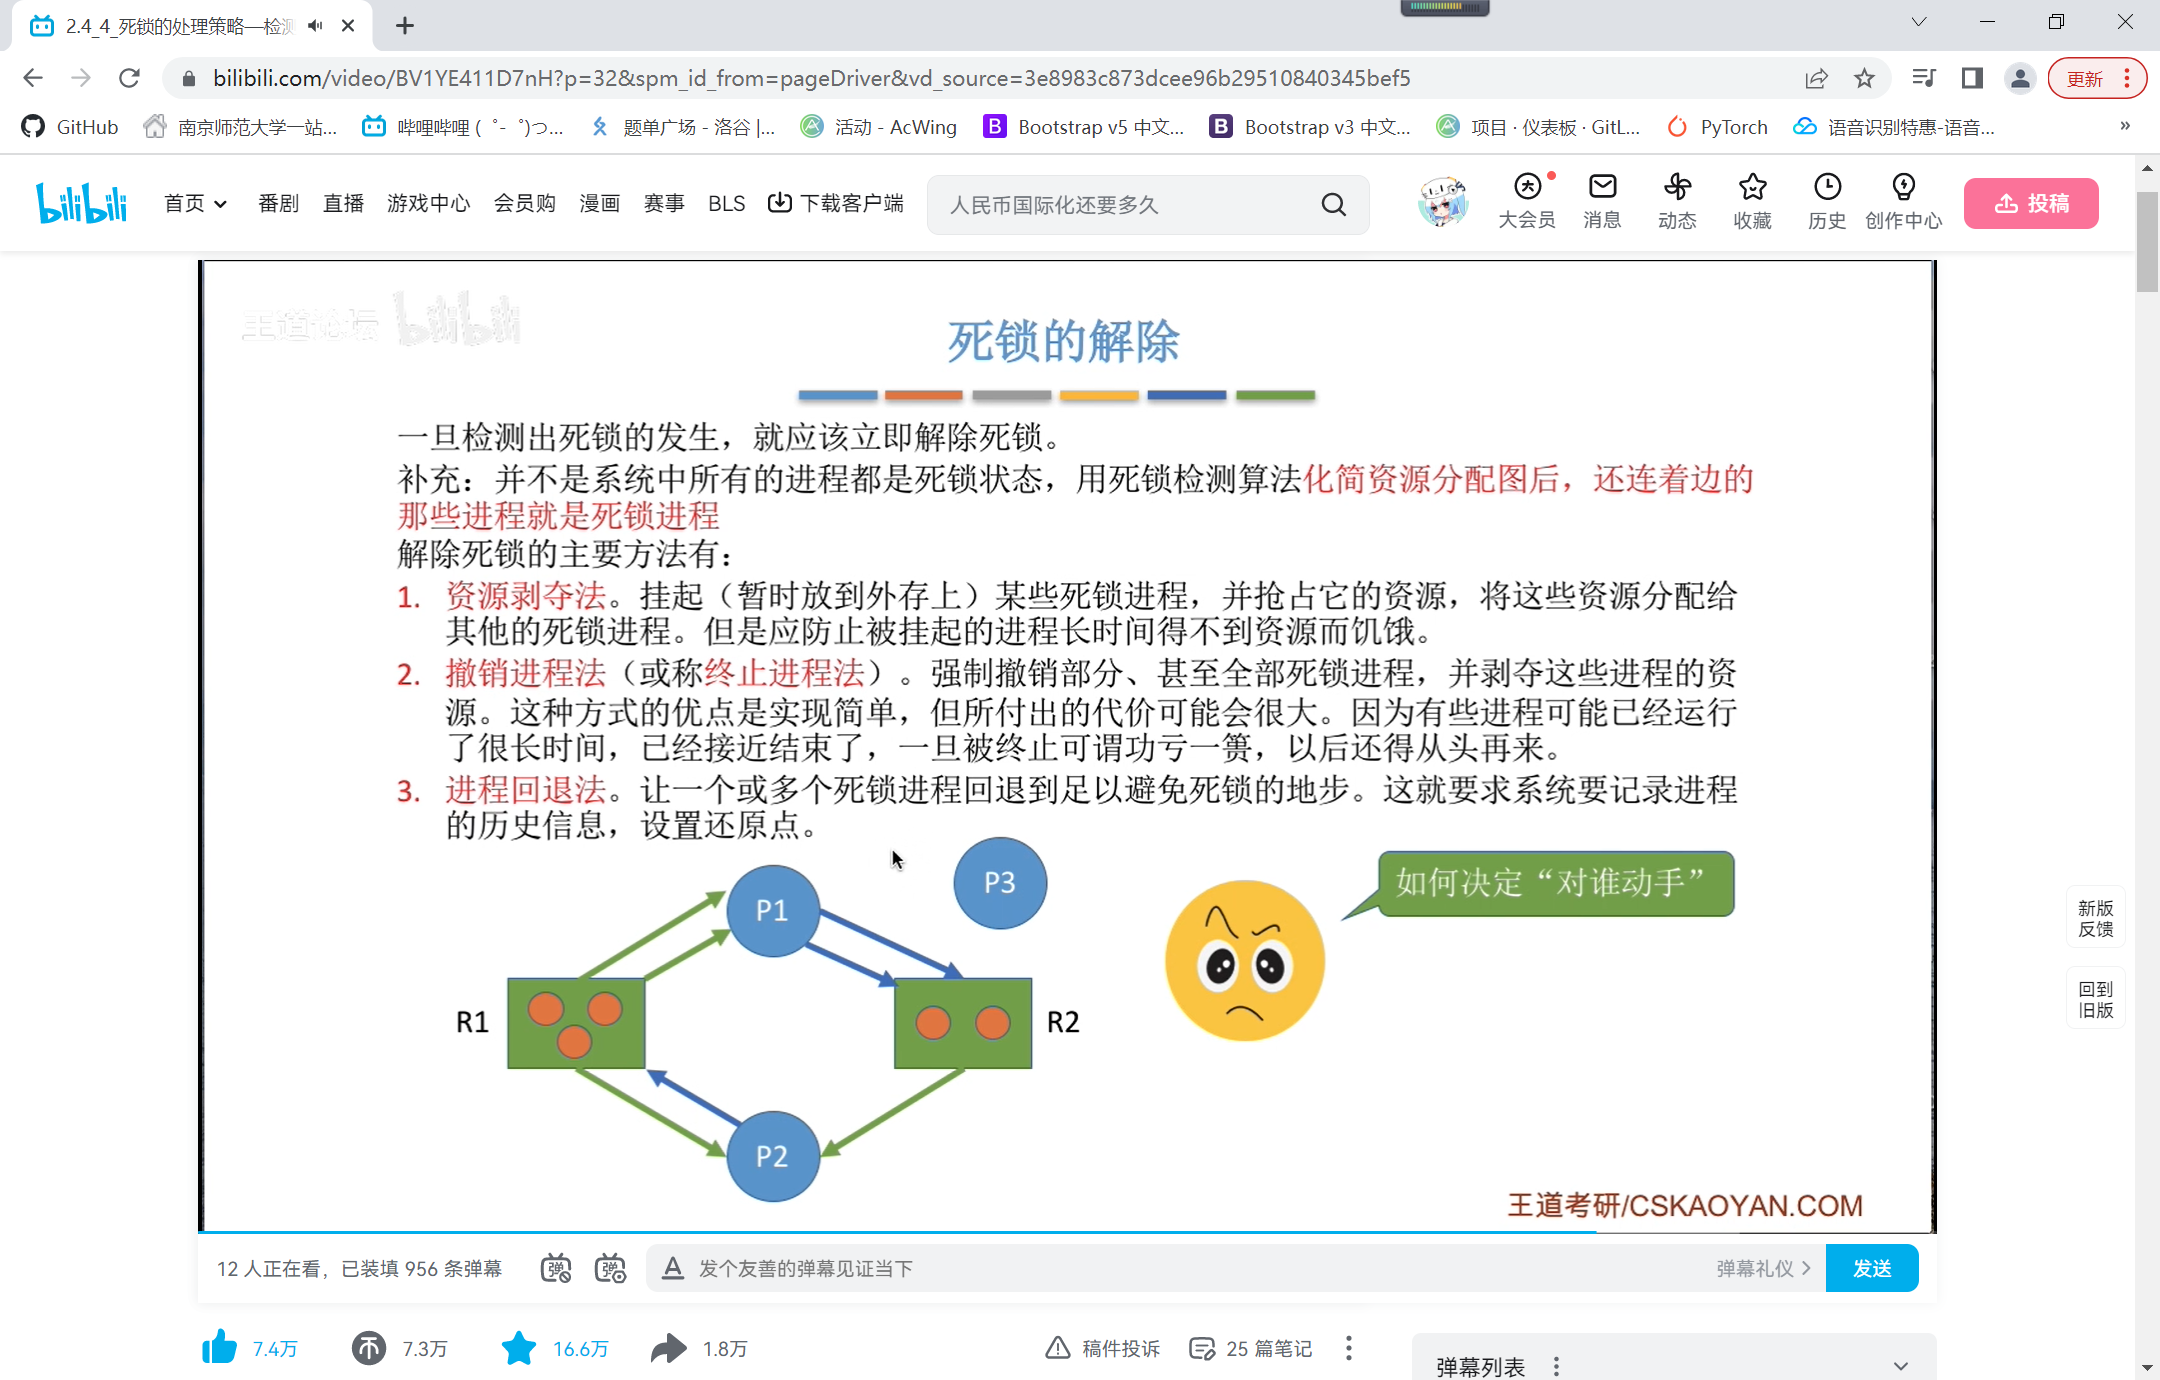 2.4_4_死锁的处理策略—检测
bilibili.com/video/BV1YE411D7nH?p=32&spm_id_from=pageDriver&vd_source=3e8983c873dcee96b29510840345bef5
更新
GitHub
南京师范大学一站...
哔哩哔哩 (゜-゜)つ...
题单广场 - 洛谷 |...
活动 - AcWing
Bootstrap v5 中文...
Bootstrap v3 中文...
项目 · 仪表板 · GitL...
PyTorch
语音识别特惠-语音...
»
bilibili
首页
番剧
直播
游戏中心
会员购
漫画
赛事
BLS
下载客户端
人民币国际化还要多久
大会员
消息
动态
收藏
历史
创作中心
投稿
王道论坛 bilibili
死锁的解除
一旦检测出死锁的发生，就应该立即解除死锁。
补充：并不是系统中所有的进程都是死锁状态，用死锁检测算法化简资源分配图后，还连着边的
那些进程就是死锁进程
解除死锁的主要方法有：
1. 资源剥夺法。挂起（暂时放到外存上）某些死锁进程，并抢占它的资源，将这些资源分配给
其他的死锁进程。但是应防止被挂起的进程长时间得不到资源而饥饿。
2. 撤销进程法（或称终止进程法）。强制撤销部分、甚至全部死锁进程，并剥夺这些进程的资
源。这种方式的优点是实现简单，但所付出的代价可能会很大。因为有些进程可能已经运行
了很长时间，已经接近结束了，一旦被终止可谓功亏一篑，以后还得从头再来。
3. 进程回退法。让一个或多个死锁进程回退到足以避免死锁的地步。这就要求系统要记录进程
的历史信息，设置还原点。
P1
P3
如何决定“对谁动手”
R1
R2
P2
王道考研/CSKAOYAN.COM
新版
反馈
回到
旧版
12 人正在看，已装填 956 条弹幕
发个友善的弹幕见证当下
弹幕礼仪
发送
7.4万
7.3万
16.6万
1.8万
稿件投诉
25 篇笔记
弹幕列表